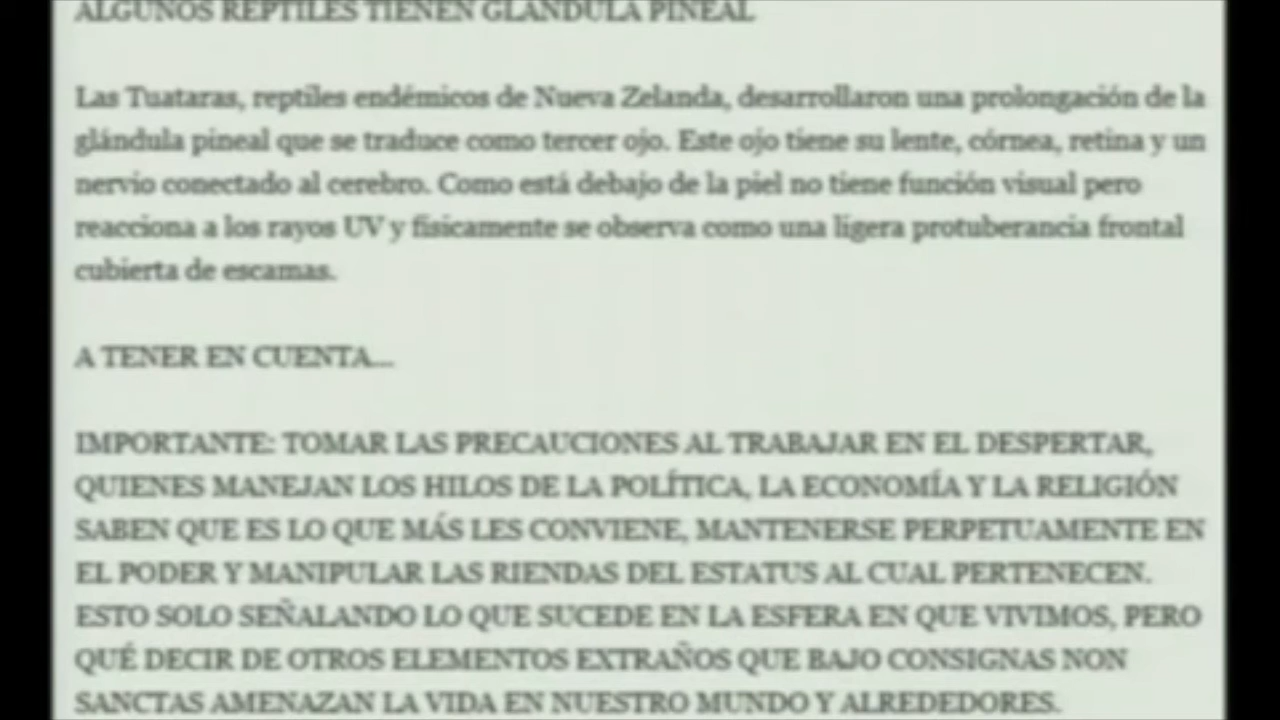 ALGUNOS REPTILES TIENEN GLÁNDULA PINEAL
Las Tuataras, reptiles endémicos de Nueva Zelanda, desarrollaron una prolongación de la
glándula pineal que se traduce como tercer ojo. Este ojo tiene su lente, córnea, retina y un
nervio conectado al cerebro. Como está debajo de la piel no tiene función visual pero
reacciona a los rayos UV y físicamente se observa como una ligera protuberancia frontal
cubierta de escamas.
A TENER EN CUENTA...
IMPORTANTE: TOMAR LAS PRECAUCIONES AL TRABAJAR EN EL DESPERTAR,
QUIENES MANEJAN LOS HILOS DE LA POLÍTICA, LA ECONOMÍA Y LA RELIGIÓN
SABEN QUE ES LO QUE MÁS LES CONVIENE, MANTENERSE PERPETUAMENTE EN
EL PODER Y MANIPULAR LAS RIENDAS DEL ESTATUS AL CUAL PERTENECEN.
ESTO SOLO SEÑALANDO LO QUE SUCEDE EN LA ESFERA EN QUE VIVIMOS, PERO
QUÉ DECIR DE OTROS ELEMENTOS EXTRAÑOS QUE BAJO CONSIGNAS NON
SANCTAS AMENAZAN LA VIDA EN NUESTRO MUNDO Y ALREDEDORES.